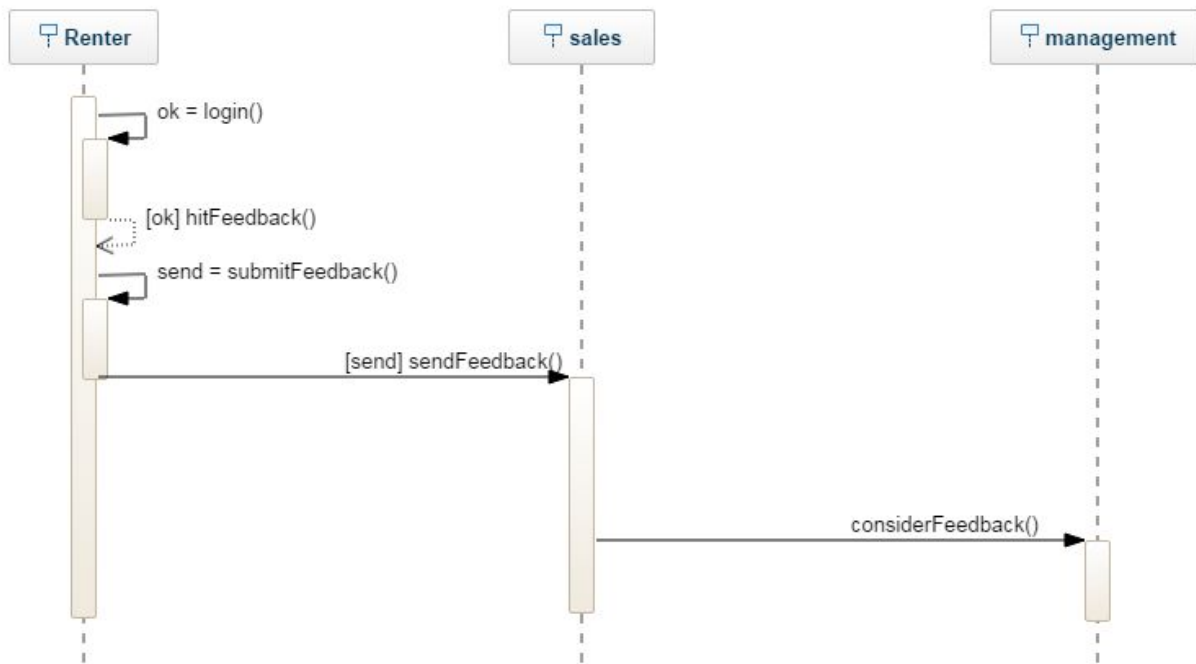 Renter
sales
management
ok = login()
[ok] hitFeedback()
send = submitFeedback()
[send] sendFeedback()
considerFeedback()